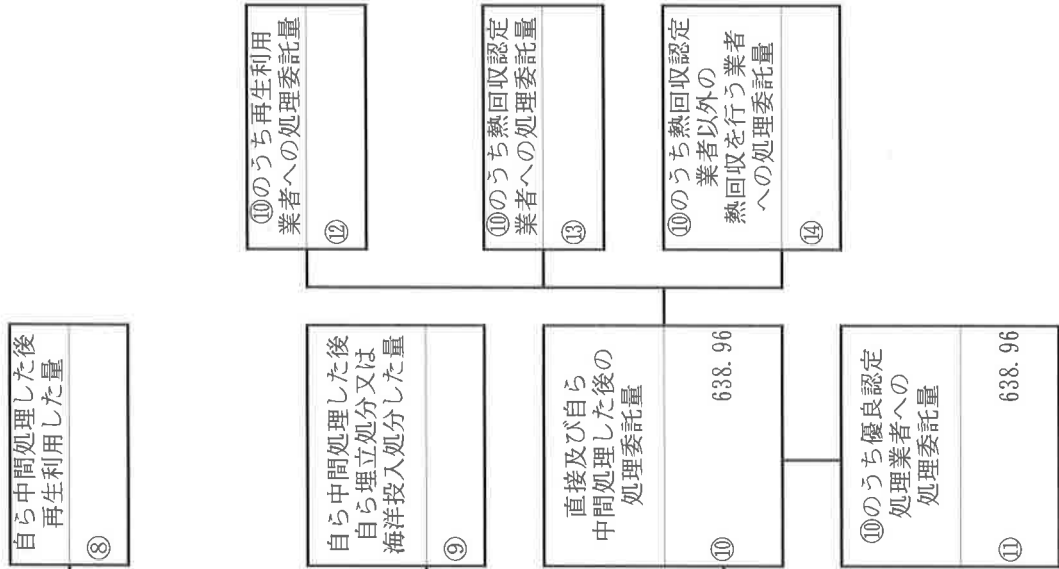 自ら中間処理した後
再生利用した量
⑧
自ら中間処理した後
自ら埋立処分又は
海洋投入処分した量
⑨
直接及び自ら
中間処理した後の
処理委託量
⑩ 638.96
⑩のうち優良認定
処理業者への
処理委託量
⑪ 638.96
⑩のうち再生利用
業者への処理委託量
⑫
⑩のうち熱回収認定
業者への処理委託量
⑬
⑩のうち熱回収認定
業者以外の
熱回収を行う業者
への処理委託量
⑭